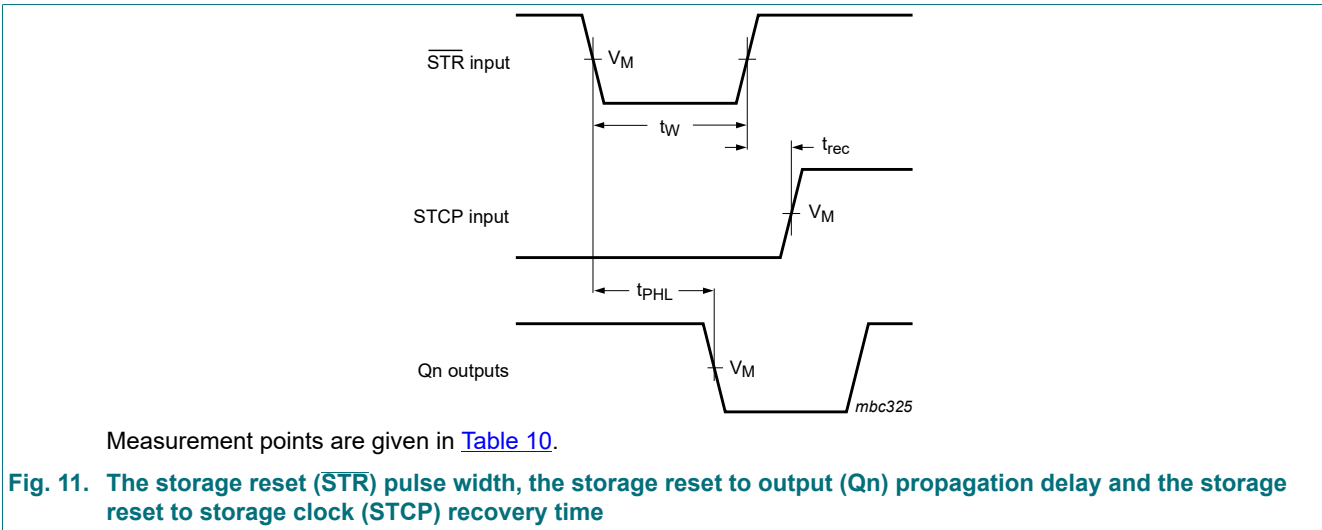 STR input
VM
tW
trec
STCP input
VM
tPHL
Qn outputs
VM
mbc325
Measurement points are given in Table 10.
Fig. 11. The storage reset (STR) pulse width, the storage reset to output (Qn) propagation delay and the storage
reset to storage clock (STCP) recovery time